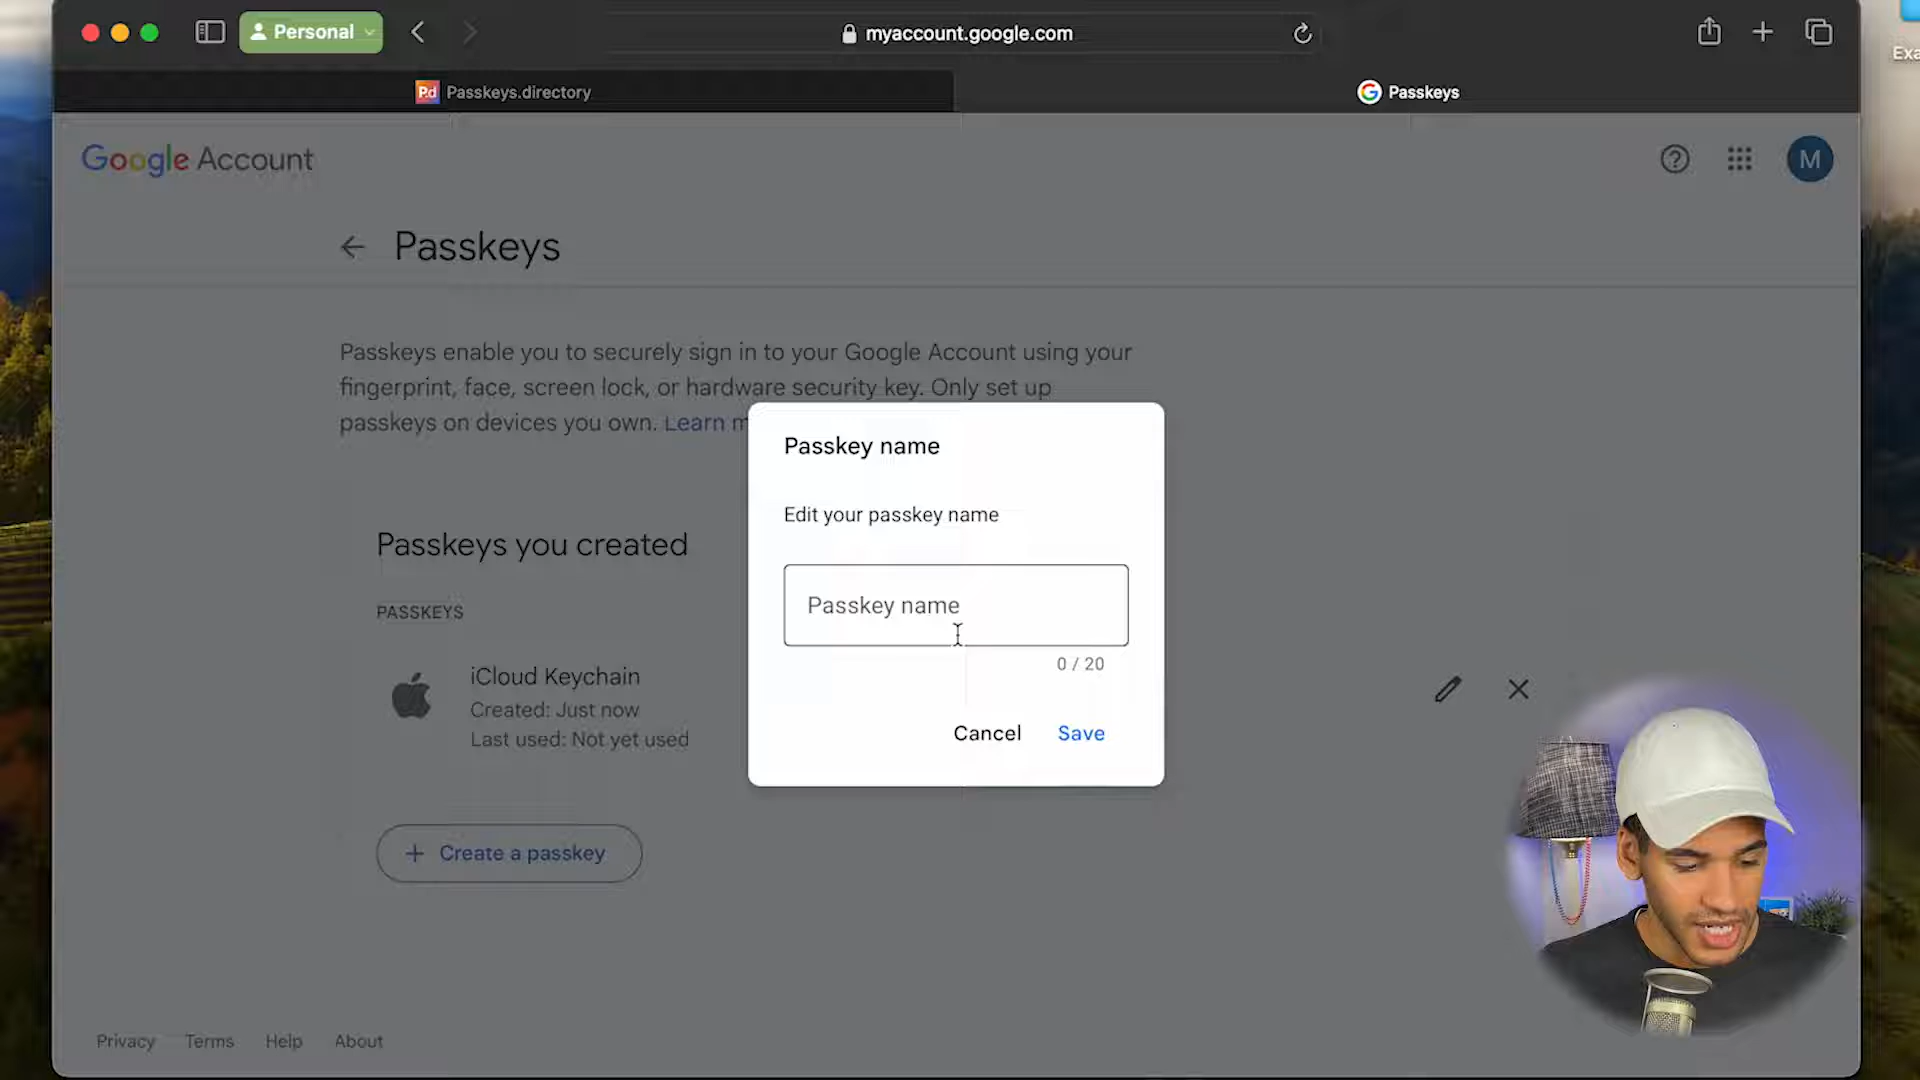 Personal
myaccount.google.com
Exa
Pd Passkeys.directory
G Passkeys
Google Account
M
Passkeys
Passkeys enable you to securely sign in to your Google Account using your
fingerprint, face, screen lock, or hardware security key. Only set up
passkeys on devices you own. Learn m
Passkey name
Edit your passkey name
Passkey name
0 / 20
Cancel Save
Passkeys you created
PASSKEYS
iCloud Keychain
Created: Just now
Last used: Not yet used
+ Create a passkey
Privacy Terms Help About